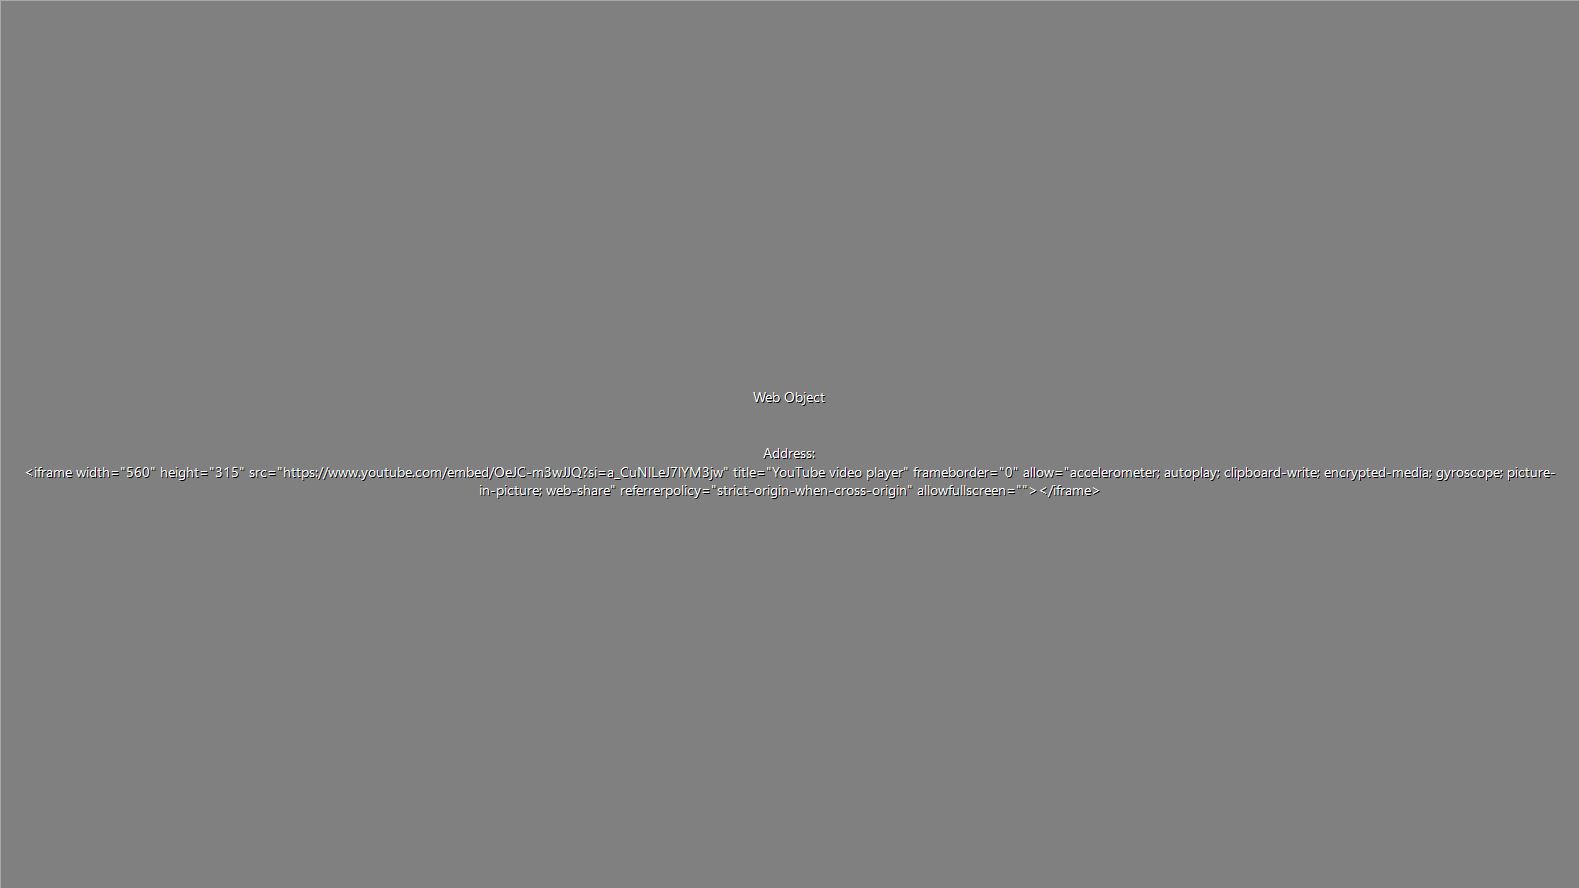 Web Object
Address:
<iframe width="560" height="315" src="https://www.youtube.com/embed/OeJC-m3wJJQ?si=a_CuNlLeJ7lYM3jw" title="YouTube video player" frameborder="0" allow="accelerometer; autoplay; clipboard-write; encrypted-media; gyroscope; picture-
in-picture; web-share" referrerpolicy="strict-origin-when-cross-origin" allowfullscreen=""></iframe>